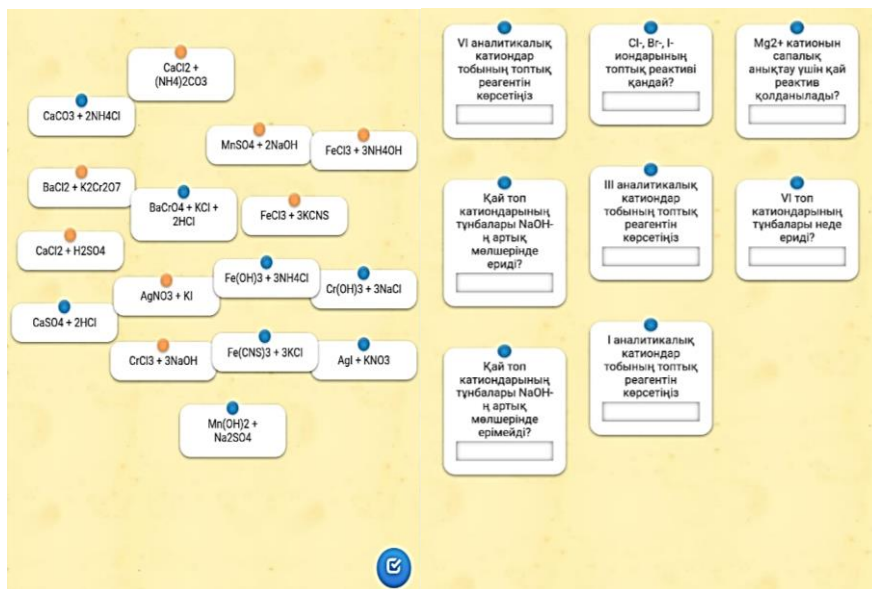 CaCl2 +
(NH4)2CO3
CaCO3 + 2NH4Cl
MnSO4 + 2NaOH
FeCl3 + 3NH4OH
BaCl2 + K2Cr2O7
BaCrO4 + KCl +
2HCl
FeCl3 + 3KCNS
CaCl2 + H2SO4
Fe(OH)3 + 3NH4Cl
AgNO3 + KI
Cr(OH)3 + 3NaCl
CaSO4 + 2HCl
CrCl3 + 3NaOH
Fe(CNS)3 + 3KCl
AgI + KNO3
Mn(OH)2 +
Na2SO4
VI аналитикалық
катиондар
тобының топтық
реагентін
көрсетіңіз
Cl-, Br-, I-
иондарының
топтық реактиві
қандай?
Mg2+ катионын
сапалық
анықтау үшін қай
реактив
қолданылады?
Қай топ
катиондарының
тұнбалары NaOH-
ң артық
мөлшерінде
ериді?
III аналитикалық
катиондар
тобының топтық
реагентін
көрсетіңіз
VI топ
катиондарының
тұнбалары неде
ериді?
Қай топ
катиондарының
тұнбалары NaOH-
ң артық
мөлшерінде
ерімейді?
I аналитикалық
катиондар
тобының топтық
реагентін
көрсетіңіз